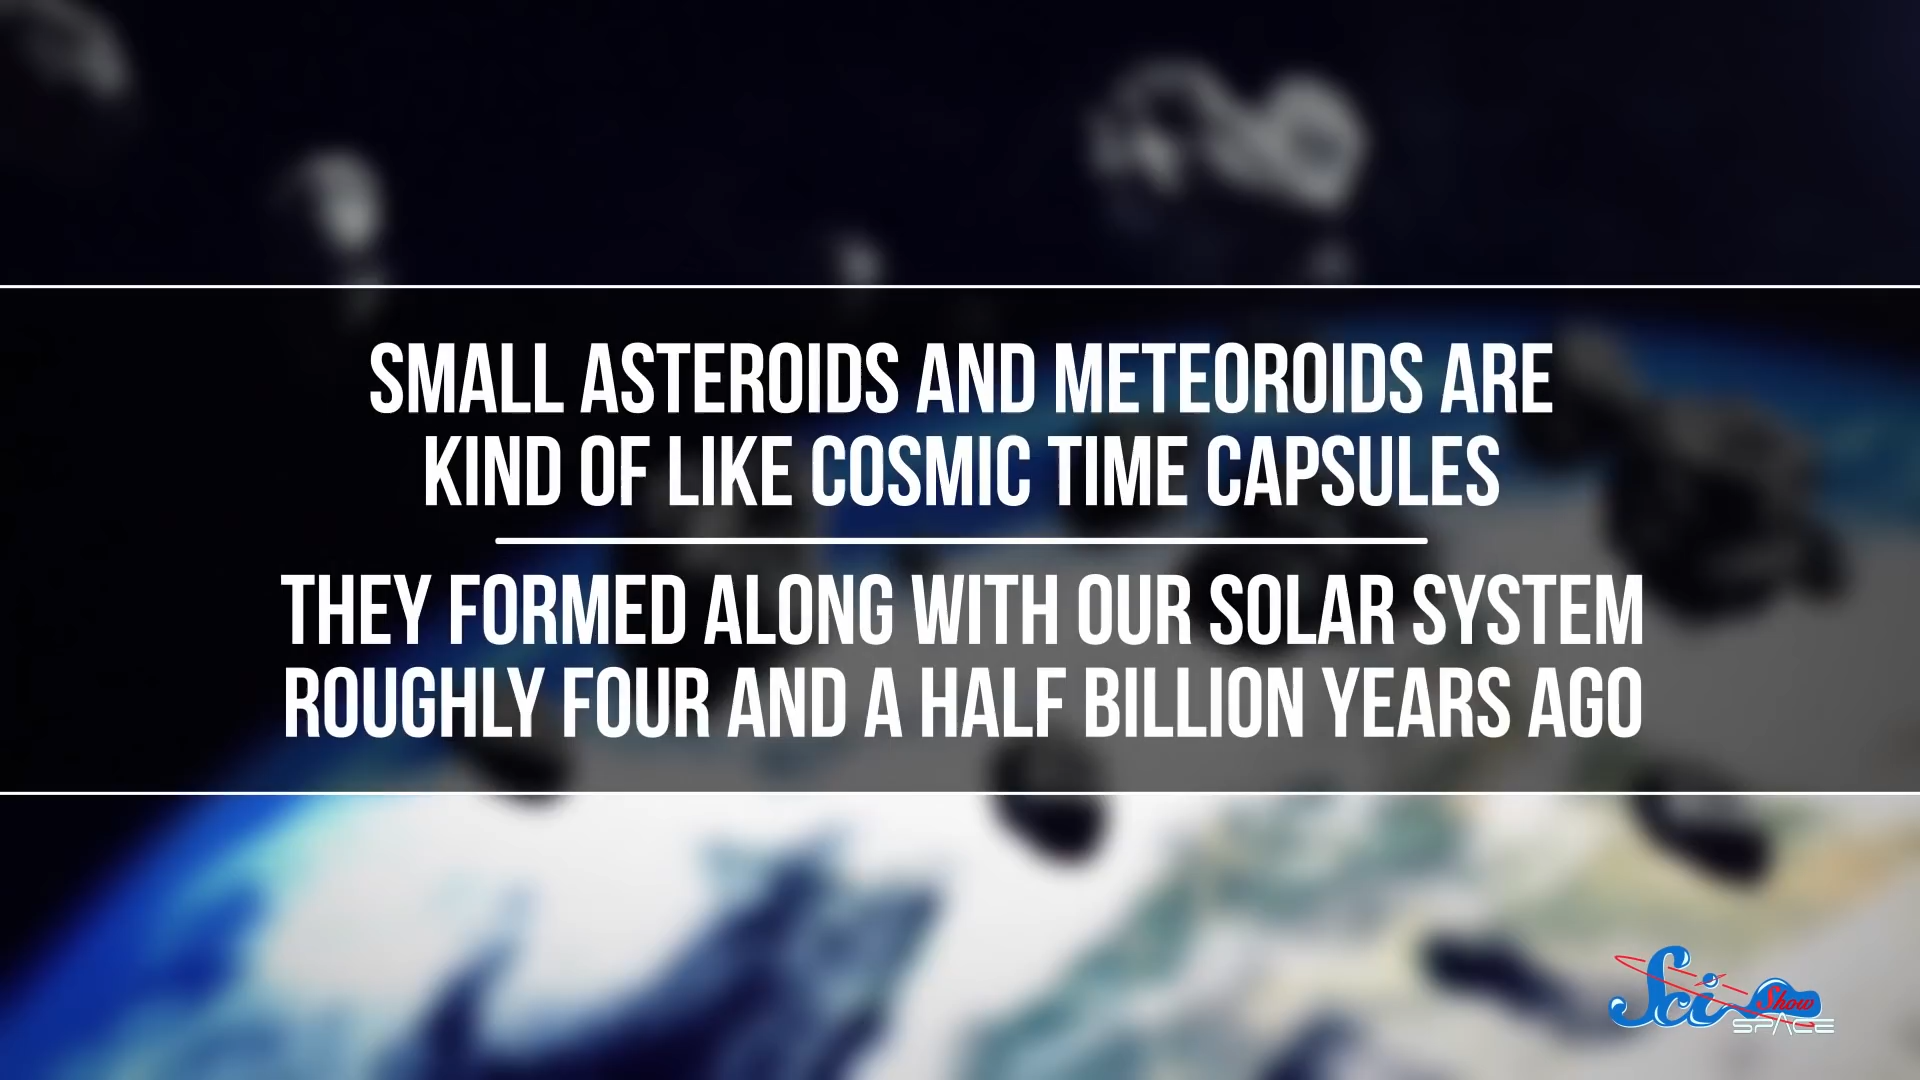 SMALL ASTEROIDS AND METEOROIDS ARE
KIND OF LIKE COSMIC TIME CAPSULES
THEY FORMED ALONG WITH OUR SOLAR SYSTEM
ROUGHLY FOUR AND A HALF BILLION YEARS AGO
Sci Show
SPACE